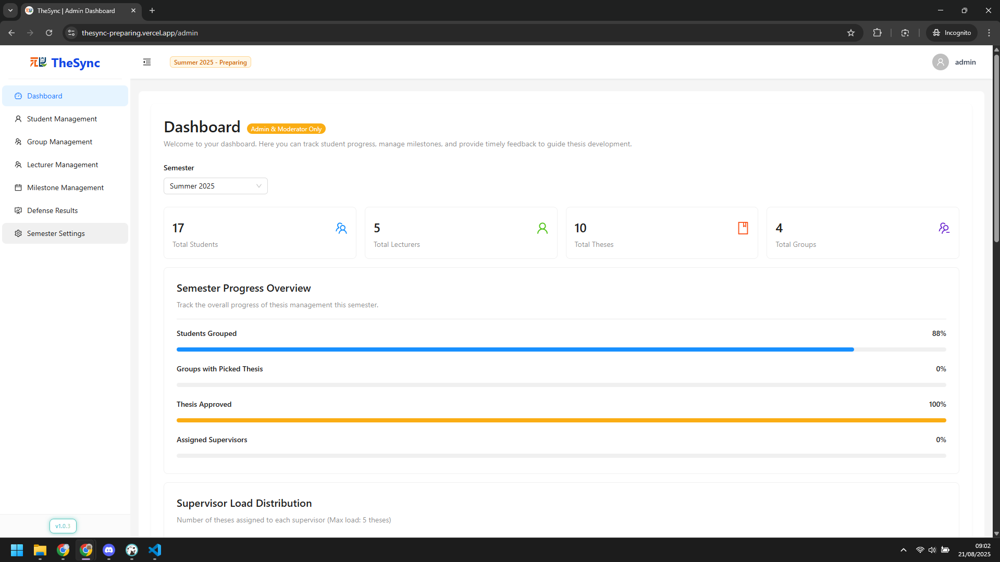 TheSync | Admin Dashboard
thesync-preparing.vercel.app/admin
Incognito
TheSync
Summer 2025 - Preparing
admin
Dashboard
Student Management
Group Management
Lecturer Management
Milestone Management
Defense Results
Semester Settings
v1.0.3
Dashboard
Admin & Moderator Only
Welcome to your dashboard. Here you can track student progress, manage milestones, and provide timely feedback to guide thesis development.
Semester
Summer 2025
17
Total Students
5
Total Lecturers
10
Total Theses
4
Total Groups
Semester Progress Overview
Track the overall progress of thesis management this semester.
Students Grouped
88%
Groups with Picked Thesis
0%
Thesis Approved
100%
Assigned Supervisors
0%
Supervisor Load Distribution
Number of theses assigned to each supervisor (Max load: 5 theses)
09:02
21/08/2025